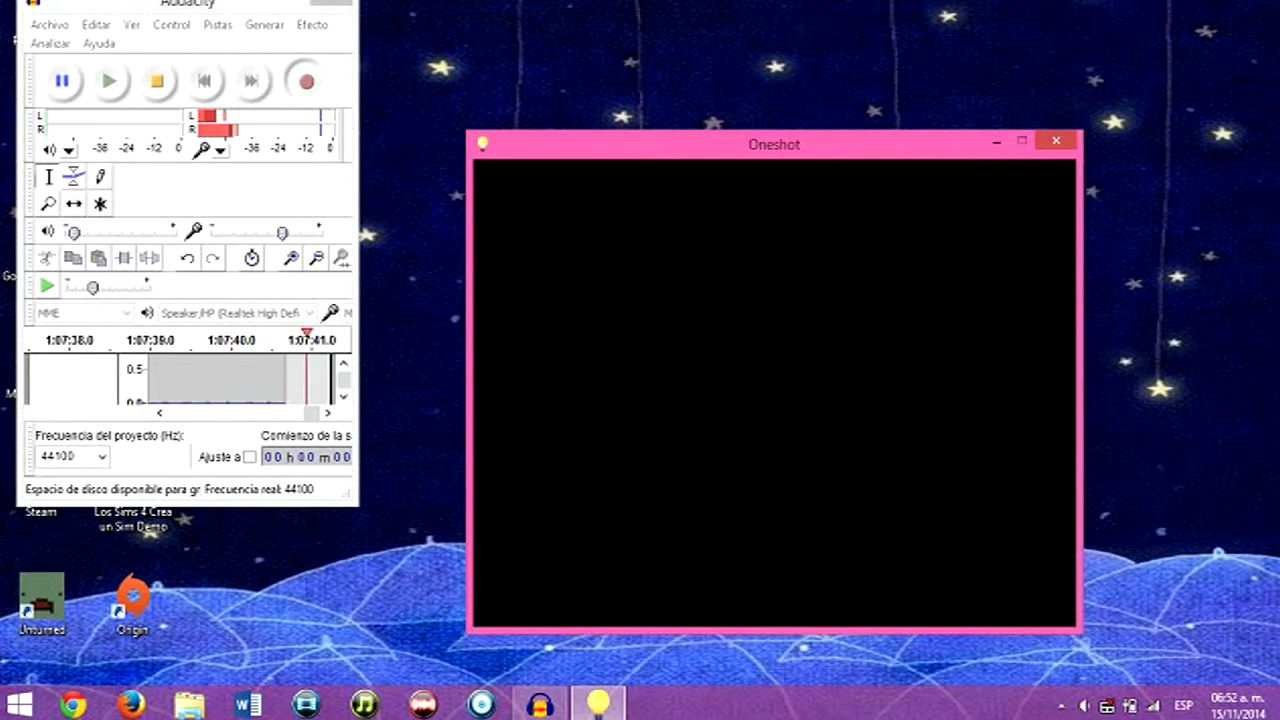 Audacity
Archivo Editar Ver Control Pistas Generar Efecto
Analizar Ayuda
L
R
-36 -24 -12 0
L
R
-36 -24 -12 0
MME
Speaker/HP (Realtek High Defi
1:07:38.0 1:07:39.0 1:07:40.0 1:07:41.0
0.5
0.0
Frecuencia del proyecto (Hz):
Comienzo de la s
44100
Ajuste a
00 h 00 m 00
Espacio de disco disponible para gr Frecuencia real: 44100
Oneshot
Steam
Los Sims 4 Crea
un Sim Demo
Unturned
Origin
ESP
06:52 a. m.
15/11/2014